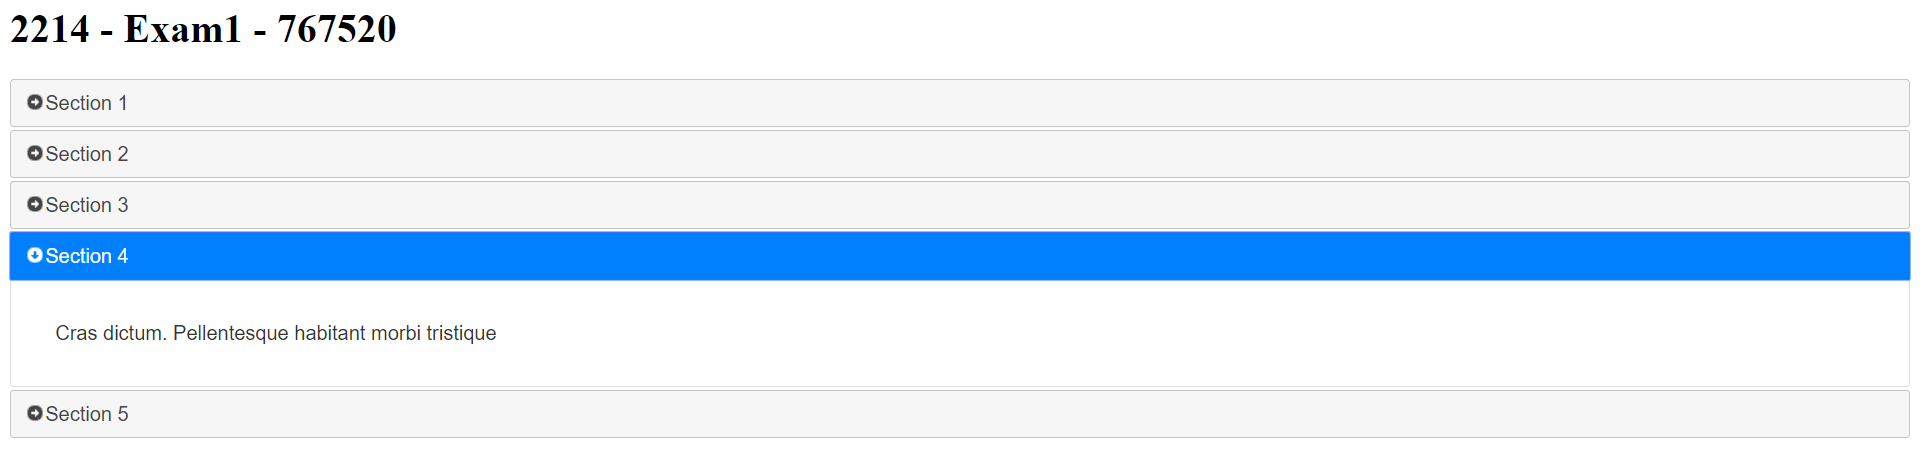 2214 - Exam1 - 767520
Section 1
Section 2
Section 3
Section 4
Cras dictum. Pellentesque habitant morbi tristique
Section 5